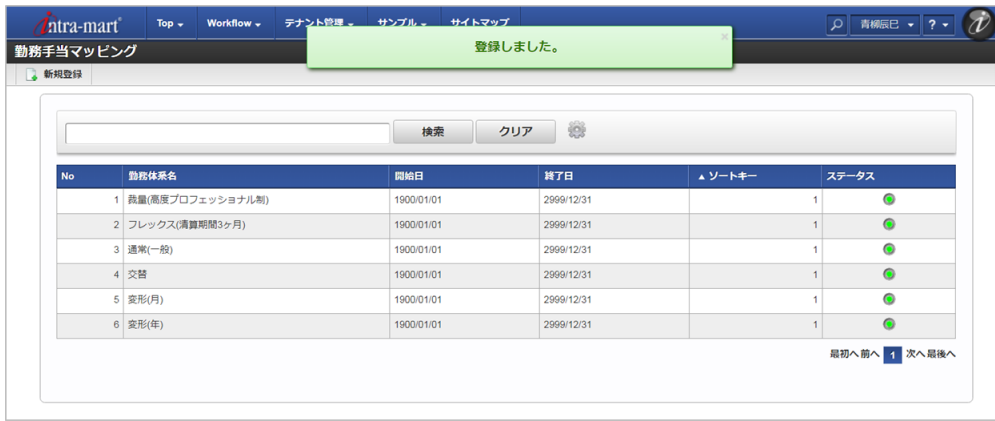 intra-mart Top Workflow テナント管理 サンプル サイトマップ 青柳辰巳 ?
登録しました。 ×
勤務手当マッピング
新規登録
検索 クリア
No 勤務体系名 開始日 終了日 ▲ ソートキー ステータス
1 裁量(高度プロフェッショナル制) 1900/01/01 2999/12/31 1
2 フレックス(清算期間3ヶ月) 1900/01/01 2999/12/31 1
3 通常(一般) 1900/01/01 2999/12/31 1
4 交替 1900/01/01 2999/12/31 1
5 変形(月) 1900/01/01 2999/12/31 1
6 変形(年) 1900/01/01 2999/12/31 1
最初へ 前へ 1 次へ 最後へ